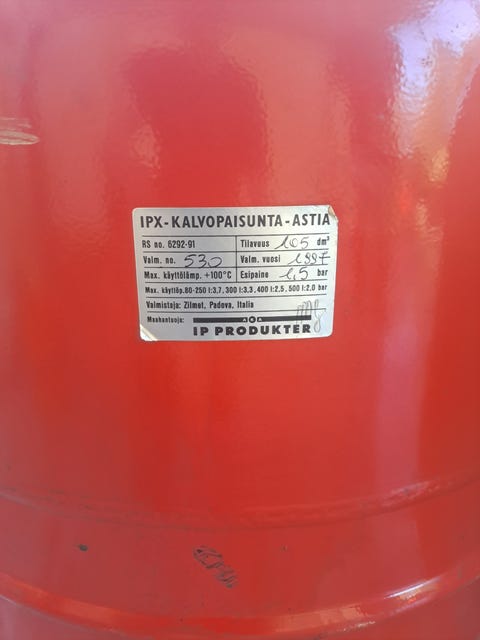 IPX-KALVOPAISUNTA-ASTIA
RS no. 6292-91 Tilavuus 105 dm³
Valm. no. 530 Valm. vuosi 1997
Max. käyttölämp. +100°C Esipaine 1,5 bar
Max. käyttöp.80-250 l:3,7, 300 l:3,3, 400 l:2.5, 500 l:2.0 bar
Valmistaja: Zilmet, Padova, Italia
Maahantuoja:
IP PRODUKTER